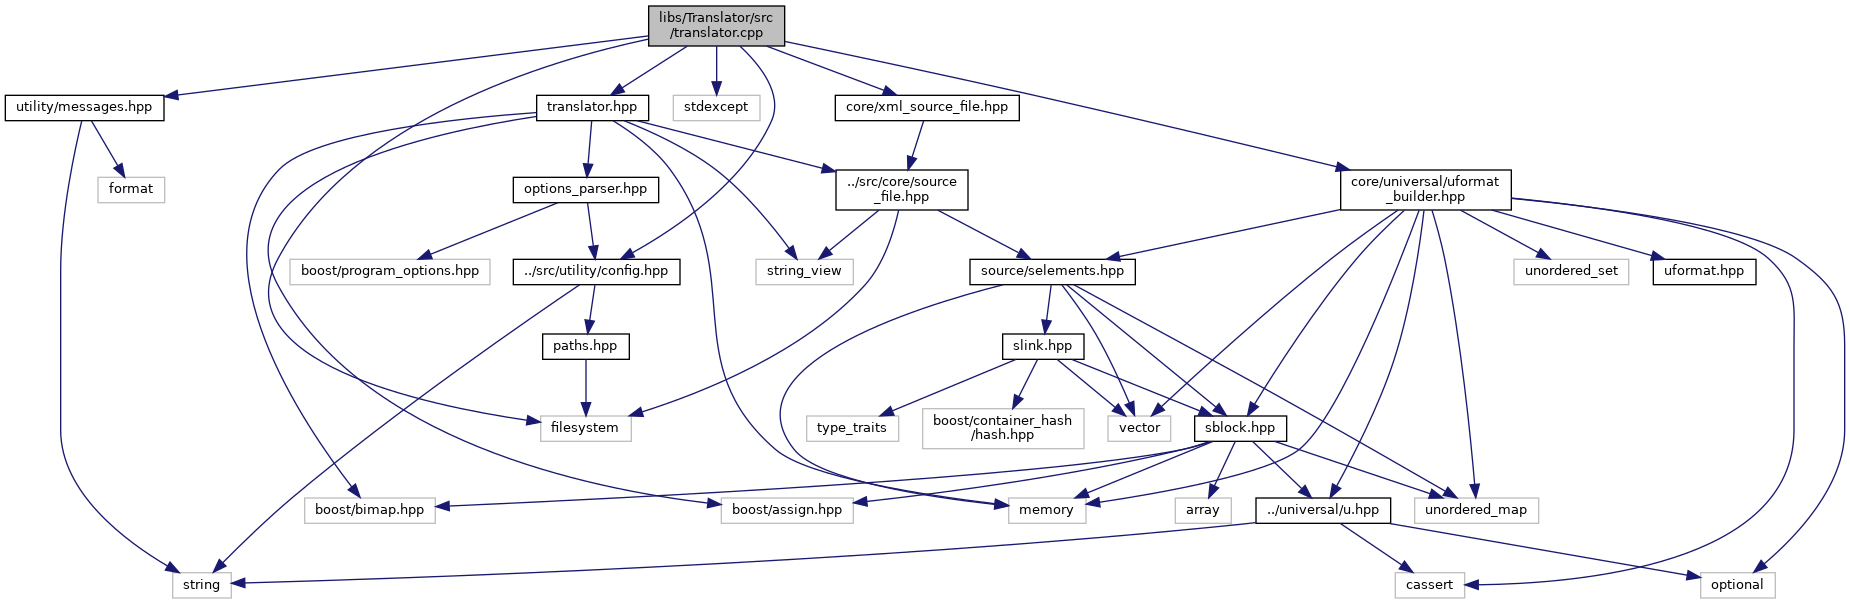 libs/Translator/src
/translator.cpp
utility/messages.hpp
translator.hpp
stdexcept
core/xml_source_file.hpp
format
options_parser.hpp
../src/core/source
_file.hpp
core/universal/uformat
_builder.hpp
boost/program_options.hpp
../src/utility/config.hpp
string_view
source/selements.hpp
unordered_set
uformat.hpp
paths.hpp
slink.hpp
filesystem
type_traits
boost/container_hash
/hash.hpp
vector
sblock.hpp
boost/bimap.hpp
boost/assign.hpp
memory
array
../universal/u.hpp
unordered_map
string
cassert
optional